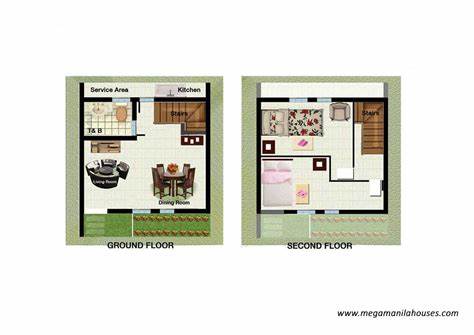 Service Area
Kitchen
Stairs
T& B
Living Room
Dining Room
GROUND FLOOR
Stairs
SECOND FLOOR
www.megamanilahouses.com